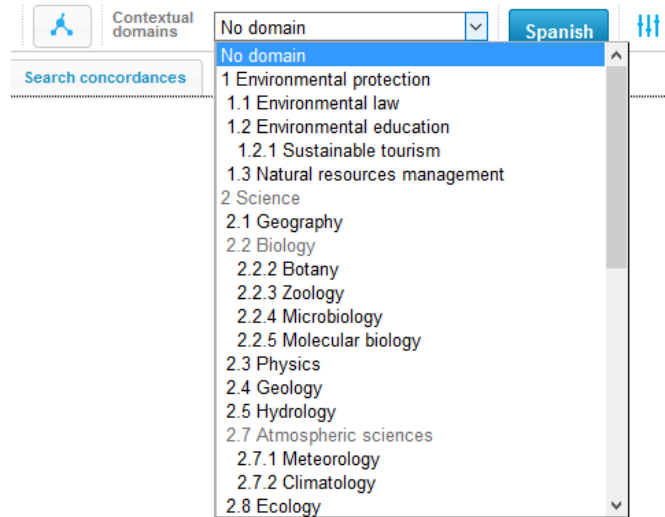 Contextual
domains
No domain
Spanish
Search concordances
No domain
1 Environmental protection
1.1 Environmental law
1.2 Environmental education
1.2.1 Sustainable tourism
1.3 Natural resources management
2 Science
2.1 Geography
2.2 Biology
2.2.2 Botany
2.2.3 Zoology
2.2.4 Microbiology
2.2.5 Molecular biology
2.3 Physics
2.4 Geology
2.5 Hydrology
2.7 Atmospheric sciences
2.7.1 Meteorology
2.7.2 Climatology
2.8 Ecology